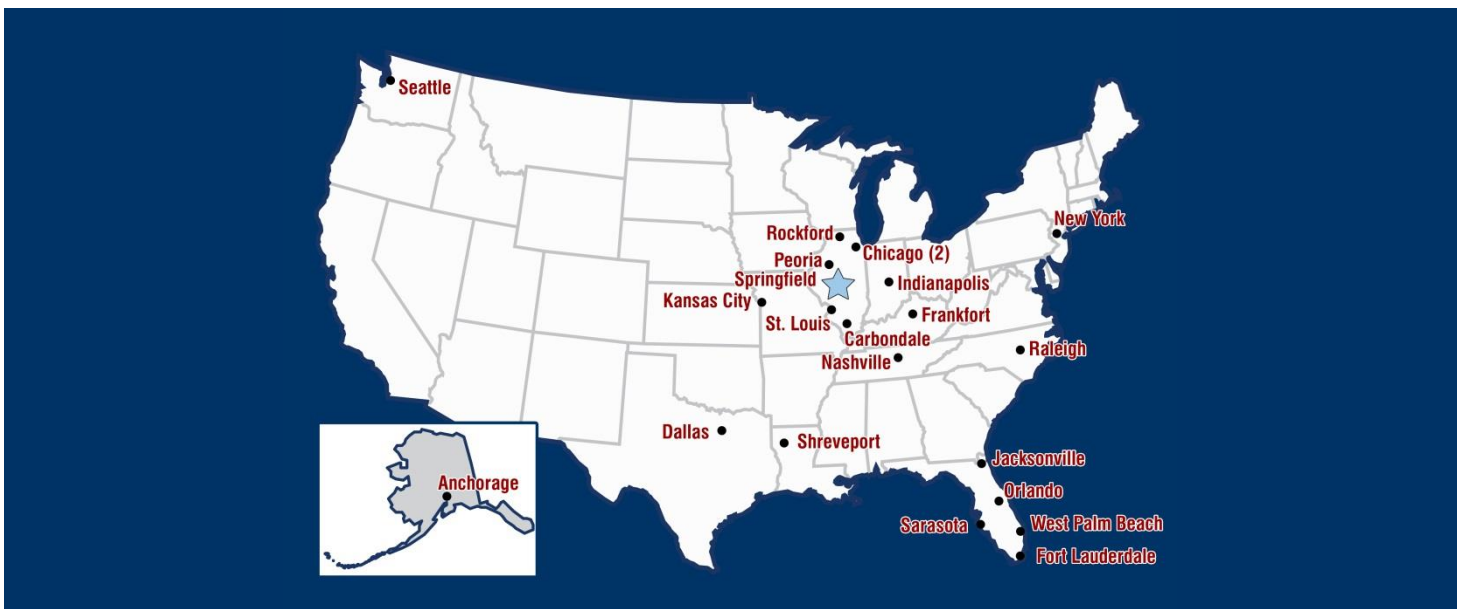 Seattle
New York
Rockford
Chicago (2)
Peoria
Springfield
Indianapolis
Kansas City
St. Louis
Frankfort
Carbondale
Nashville
Raleigh
Dallas
Shreveport
Jacksonville
Anchorage
Orlando
Sarasota
West Palm Beach
Fort Lauderdale